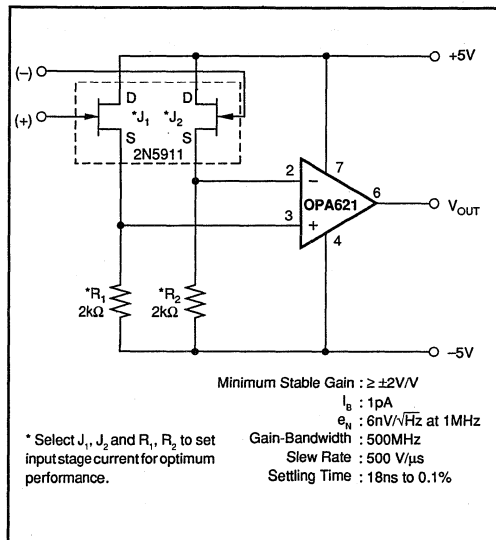 +5V
(–)
(+)
D D
*J1 *J2
S S
2N5911
2 – 7
OPA621 6 VOUT
3 + 4
*R1 *R2
2kΩ 2kΩ
–5V
Minimum Stable Gain : ≥ ±2V/V
IB : 1pA
eN : 6nV/√Hz at 1MHz
Gain-Bandwidth : 500MHz
Slew Rate : 500 V/µs
Settling Time : 18ns to 0.1%
* Select J1, J2 and R1, R2 to set
input stage current for optimum
performance.